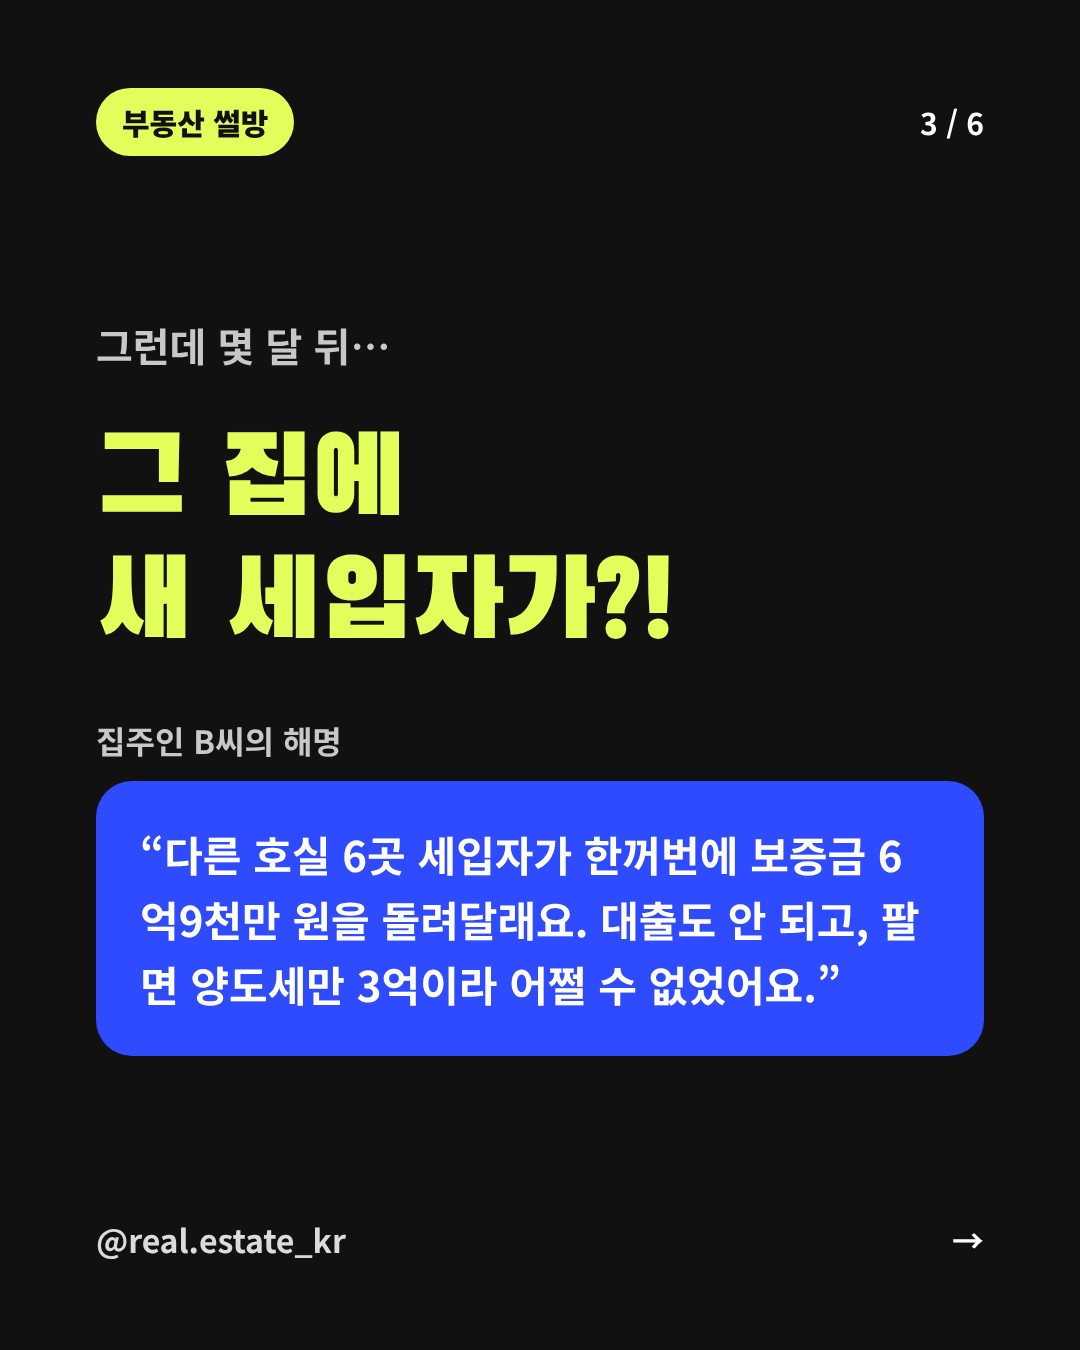 부동산 썰방
3 / 6
그런데 몇 달 뒤…
그 집에
새 세입자가?!
집주인 B씨의 해명
“다른 호실 6곳 세입자가 한꺼번에 보증금 6
억9천만 원을 돌려달래요. 대출도 안 되고, 팔
면 양도세만 3억이라 어쩔 수 없었어요.”
@real.estate_kr
→